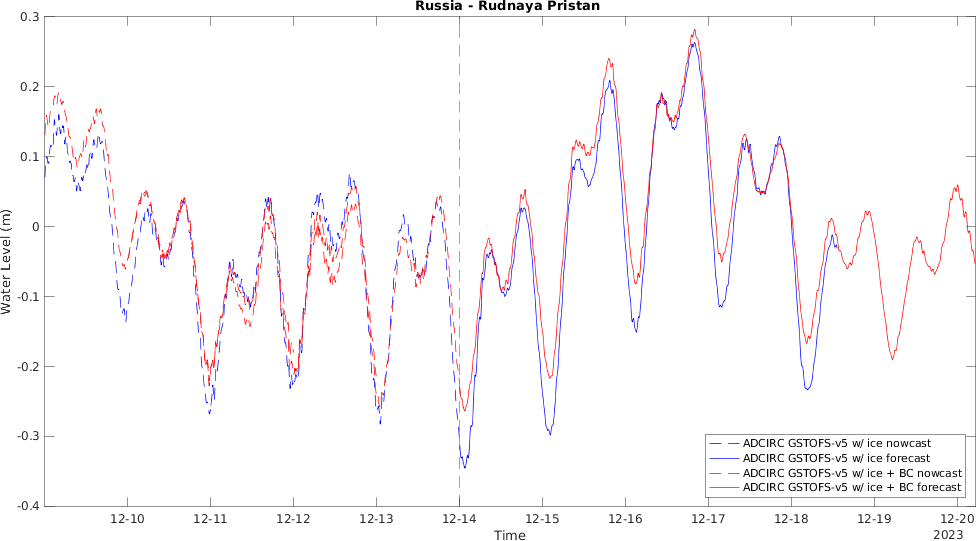 Russia - Rudnaya Pristan
0.3
0.2
0.1
0
-0.1
-0.2
-0.3
-0.4
Water Level (m)
ADCIRC GSTOFS-v5 w/ ice nowcast
ADCIRC GSTOFS-v5 w/ ice forecast
ADCIRC GSTOFS-v5 w/ ice + BC nowcast
ADCIRC GSTOFS-v5 w/ ice + BC forecast
12-10 12-11 12-12 12-13 12-14 12-15 12-16 12-17 12-18 12-19 12-20
Time 2023